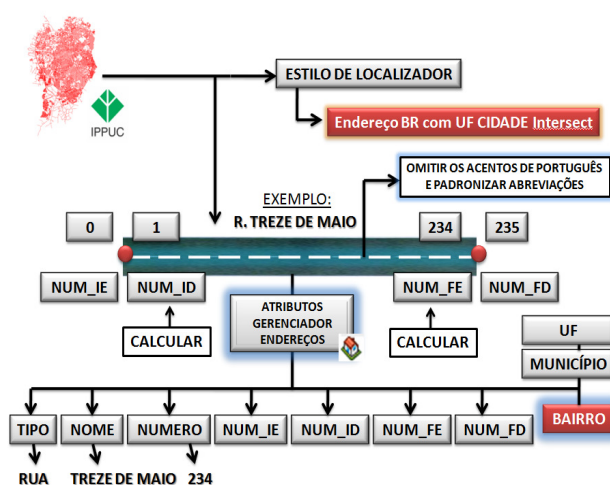 ESTILO DE LOCALIZADOR
IPPUC
Endereço BR com UF CIDADE Intersect
OMITIR OS ACENTOS DE PORTUGUÊS
E PADRONIZAR ABREVIAÇÕES
EXEMPLO:
R. TREZE DE MAIO
0 1 234 235
NUM_IE NUM_ID NUM_FE NUM_FD
ATRIBUTOS
GERENCIADOR
ENDEREÇOS
CALCULAR CALCULAR
UF
MUNICÍPIO
BAIRRO
TIPO NOME NUMERO NUM_IE NUM_ID NUM_FE NUM_FD
RUA TREZE DE MAIO 234